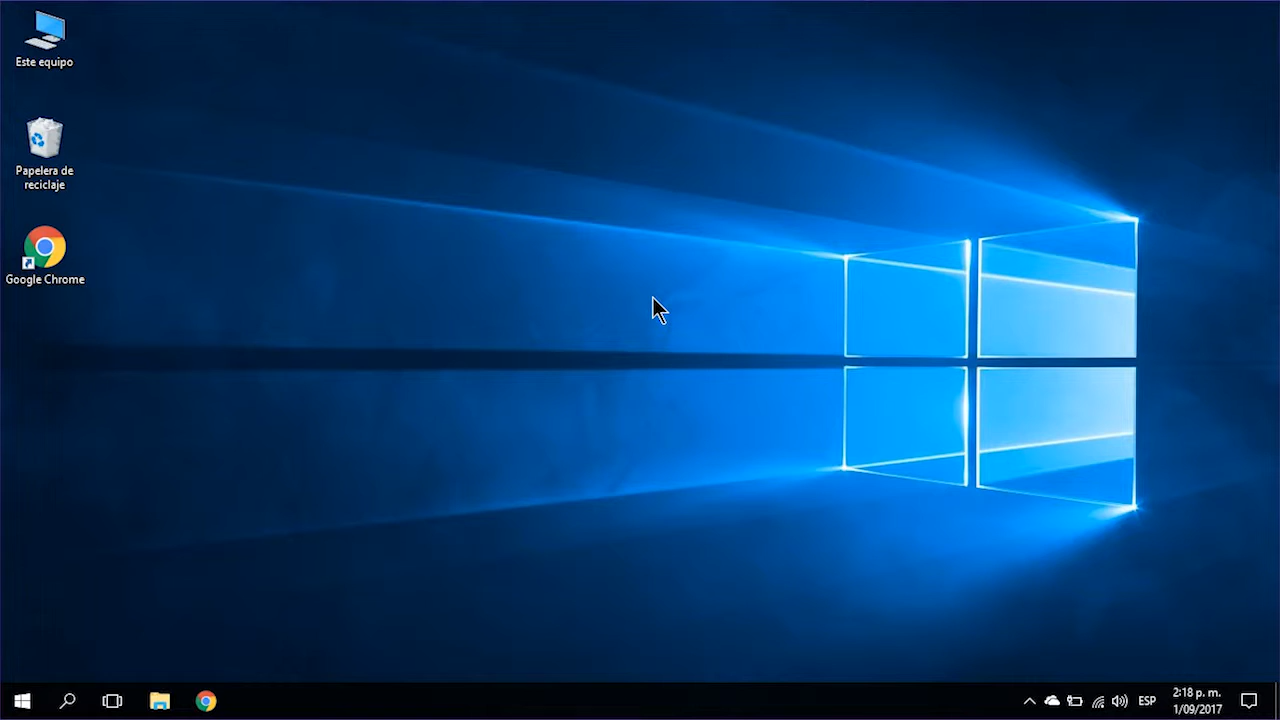 Este equipo
Papelera de
reciclaje
Google Chrome
ESP
2:18 p. m.
1/09/2017